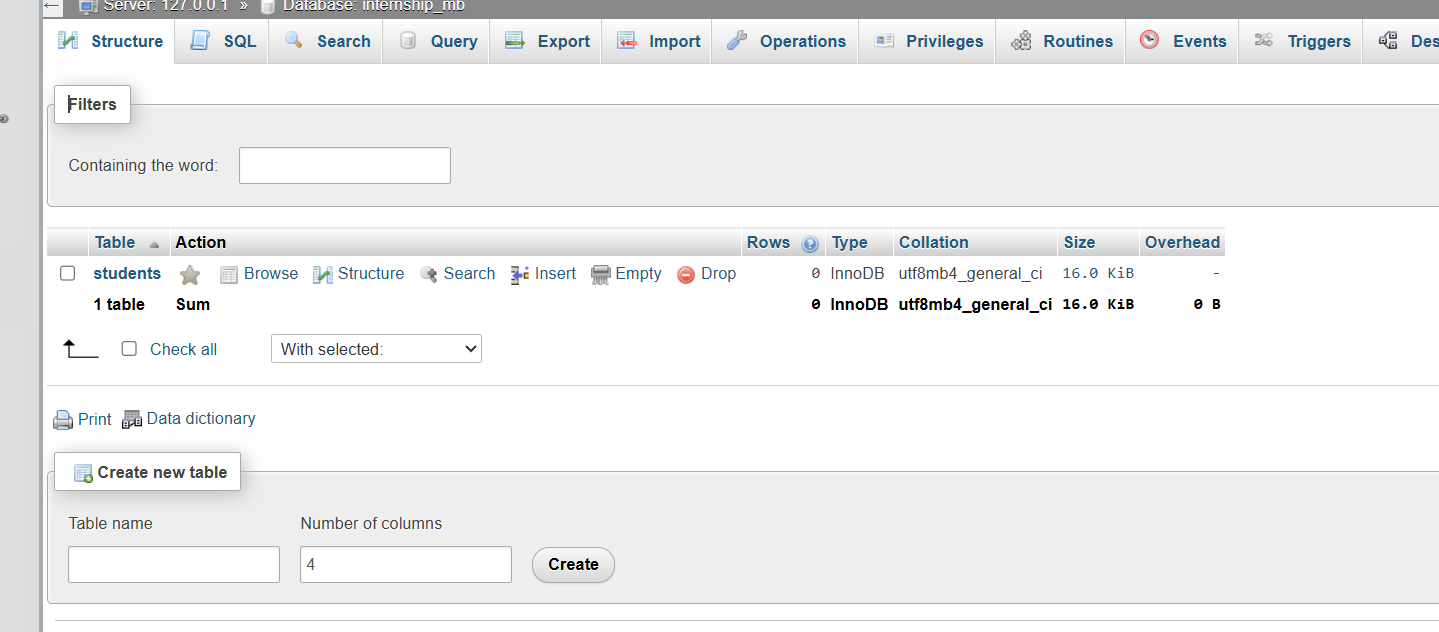 Server: 127.0.0.1 » Database: internship_mb
Structure SQL Search Query Export Import Operations Privileges Routines Events Triggers Des
Filters
Containing the word:
Table Action Rows Type Collation Size Overhead
students Browse Structure Search Insert Empty Drop 0 InnoDB utf8mb4_general_ci 16.0 KiB -
1 table Sum 0 InnoDB utf8mb4_general_ci 16.0 KiB 0 B
Check all With selected:
Print Data dictionary
Create new table
Table name Number of columns
4 Create